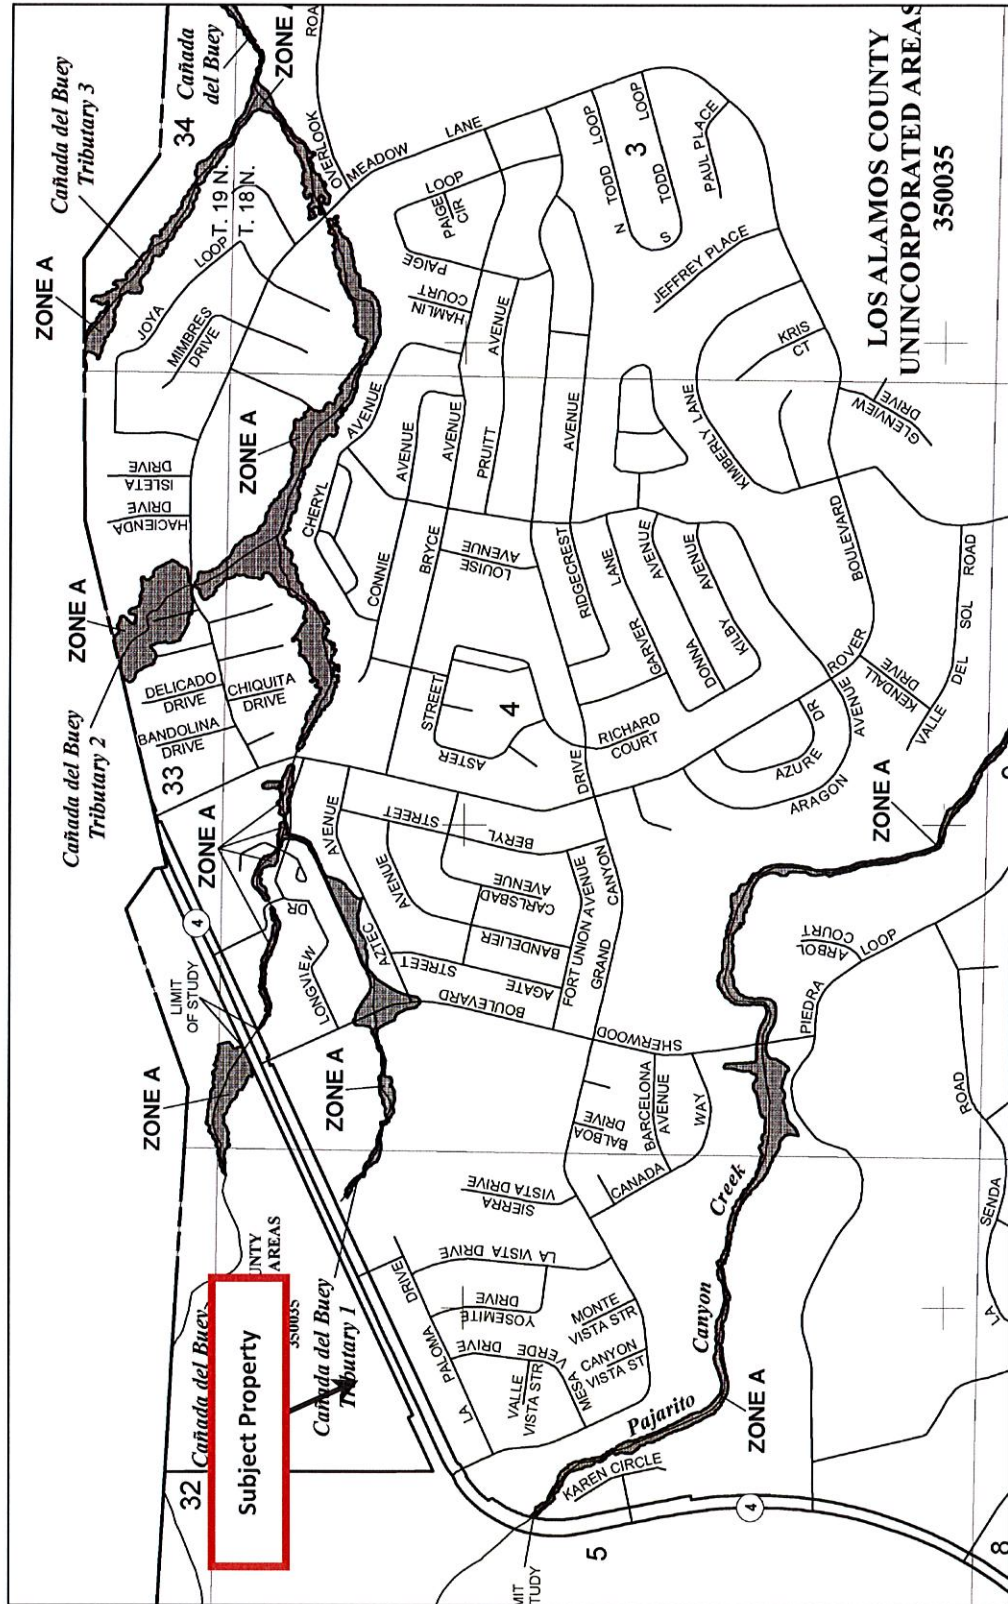 Cañada del Buey
Tributary 3
34
Cañada
del Buey
ZONE A
ROA
ZONE A
OVERLOOK
MEADOW
LANE
T. 19 N.
T. 18 N.
JOYA
LOOP
MIMBRES
DRIVE
PAIGE
LOOP
PAIGE
CIR
HAMLIN
COURT
N TODD LOOP
3
S TODD LOOP
PAUL PLACE
JEFFREY PLACE
LOS ALAMOS COUNTY
UNINCORPORATED AREAS
350035
KRIS
CT
GLENVIEW
DRIVE
ISLETA
DRIVE
HACIENDA
DRIVE
ZONE A
CHERYL
AVENUE
CONNIE
AVENUE
BRYCE
AVENUE
PRUITT
AVENUE
LOUISE
AVENUE
RIDGECREST
AVENUE
KIMBERLY LANE
GARVER
LANE
DONNA
AVENUE
KILBY
AVENUE
BOULEVARD
ROVER
ZONE A
Cañada del Buey
Tributary 2
DELICADO
DRIVE
CHIQUITA
DRIVE
BANDOLINA
DRIVE
33
STREET
ASTER
4
RICHARD
COURT
DRIVE
AZURE
DR
ARAGON
AVENUE
KENDALL
DRIVE
VALLE
DEL
SOL
ROAD
ZONE A
4
ZONE A
LIMIT
OF STUDY
DR
LONGVIEW
AVENUE
AZTEC
AVENUE
STREET
BERYL
CARLSBAD
AVENUE
BANDELIER
STREET
AGATE
BOULEVARD
FORT UNION AVENUE
GRAND
CANYON
SHERWOOD
ARBOL
COURT
LOOP
PIEDRA
ROAD
ZONE A
ZONE A
BALBOA
DRIVE
BARCELONA
AVENUE
WAY
CANADA
SIERRA
VISTA DRIVE
LA VISTA DRIVE
SENDA
LA
UNTY
AREAS
350035
Cañada del Buey
32
Subject Property
Cañada del Buey
Tributary 1
LA
PALOMA
DRIVE
YOSEMITE
DRIVE
VERDE
DRIVE
MESA
VALLE
VISTA STR
MONTE
VISTA STR
CANYON
VISTA ST
Pajarito
Canyon
Creek
ZONE A
KAREN CIRCLE
MIT
TUDY
5
4
8